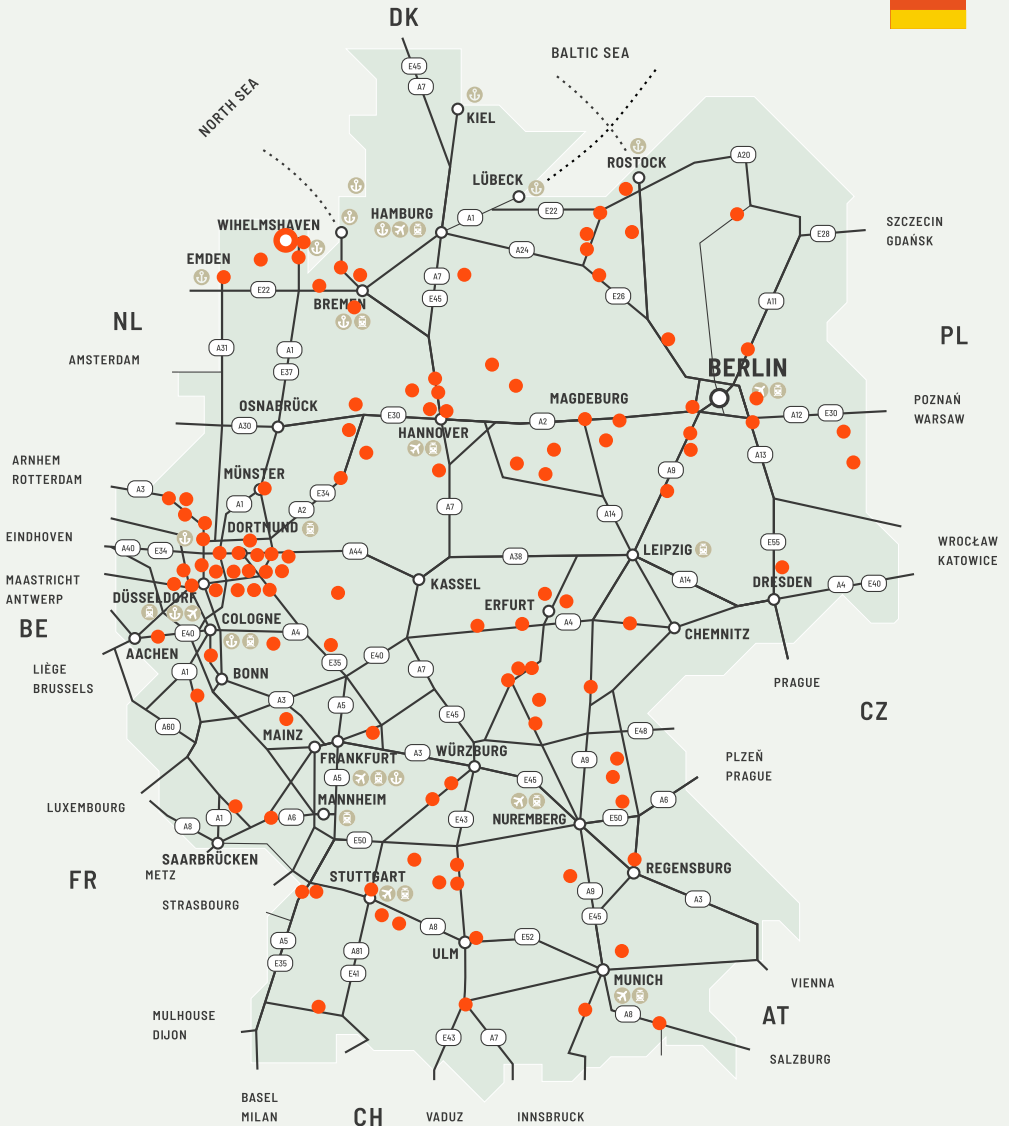 DK
BALTIC SEA
E45
A7
NORTH SEA
KIEL
ROSTOCK
A20
LÜBECK
HAMBURG
A1
E22
WIHELMSHAVEN
SZCZECIN
GDAŃSK
E28
A24
EMDEN
A7
E22
E26
E45
A11
BREMEN
NL
PL
A31
A1
AMSTERDAM
E37
BERLIN
OSNABRÜCK
MAGDEBURG
POZNAŃ
WARSAW
E30
A12
E30
A30
A2
HANNOVER
A13
ARNHEM
ROTTERDAM
MÜNSTER
A9
A3
E34
A1
A2
A7
A14
DORTMUND
EINDHOVEN
WROCŁAW
KATOWICE
E55
A40
E34
A44
A38
LEIPZIG
MAASTRICHT
ANTWERP
KASSEL
A14
DRESDEN
A4
E40
DÜSSELDORF
ERFURT
BE
COLOGNE
A4
E40
A4
CHEMNITZ
AACHEN
E40
E35
LIÈGE
BRUSSELS
A1
BONN
A7
PRAGUE
A3
A5
CZ
E45
A60
MAINZ
E48
FRANKFURT
A3
WÜRZBURG
PLZEŇ
PRAGUE
A9
A5
E45
LUXEMBOURG
MANNHEIM
A6
A1
A6
E43
NUREMBERG
E50
A8
E50
SAARBRÜCKEN
FR
METZ
STUTTGART
REGENSBURG
A9
A3
STRASBOURG
E45
A8
E52
A5
A81
ULM
E35
E41
MUNICH
VIENNA
MULHOUSE
DIJON
A8
AT
E43
A7
SALZBURG
BASEL
MILAN
CH
VADUZ
INNSBRUCK